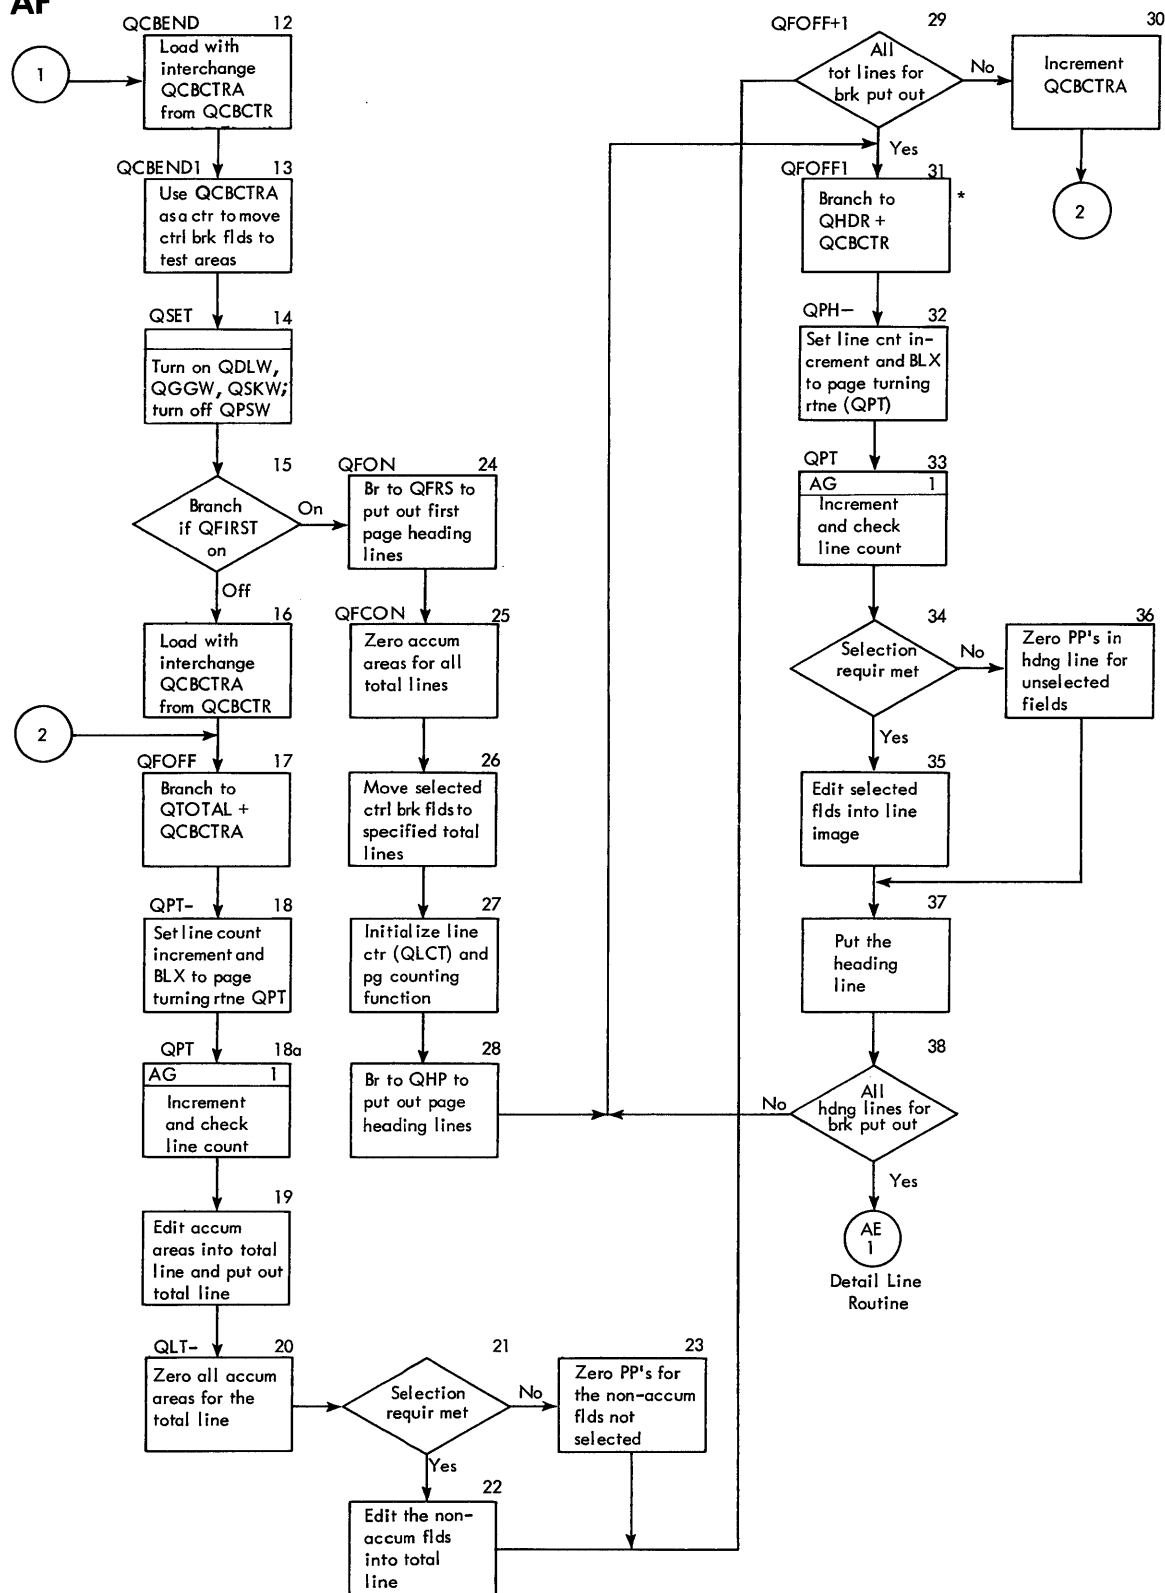 AF
QCBEND 12
1
Load with
interchange
QCBCTRA
from QCBCTR
QCBEND1 13
Use QCBCTRA
as a ctr to move
ctrl brk flds to
test areas
QSET 14
Turn on QDLW,
QGGW, QSKW;
turn off QPSW
15
Branch
if QFIRST
on
On
Off
16
Load with
interchange
QCBCTRA
from QCBCTR
2
QFOFF 17
Branch to
QTOTAL +
QCBCTRA
QPT- 18
Set line count
increment and
BLX to page
turning rtne QPT
QPT 18a
AG 1
Increment
and check
line count
19
Edit accum
areas into total
line and put out
total line
QLT- 20
Zero all accum
areas for the
total line
21
Selection
requir met
No
Yes
22
Edit the non-
accum flds
into total
line
23
Zero PP's for
the non-accum
flds not
selected
QFON 24
Br to QFRS to
put out first
page heading
lines
QFCON 25
Zero accum
areas for all
total lines
26
Move selected
ctrl brk flds to
specified total
lines
27
Initialize line
ctr (QLCT) and
pg counting
function
28
Br to QHP to
put out page
heading lines
QFOFF+1 29
All
tot lines for
brk put out
No
Yes
30
Increment
QCBCTRA
2
QFOFF1 31
Branch to
QHDR +
QCBCTR
*
QPH- 32
Set line cnt in-
crement and BLX
to page turning
rtne (QPT)
QPT 33
AG 1
Increment
and check
line count
34
Selection
requir met
No
Yes
35
Edit selected
flds into line
image
36
Zero PP's in
hdng line for
unselected
fields
37
Put the
heading
line
38
All
hdng lines for
brk put out
No
Yes
AE
1
Detail Line
Routine